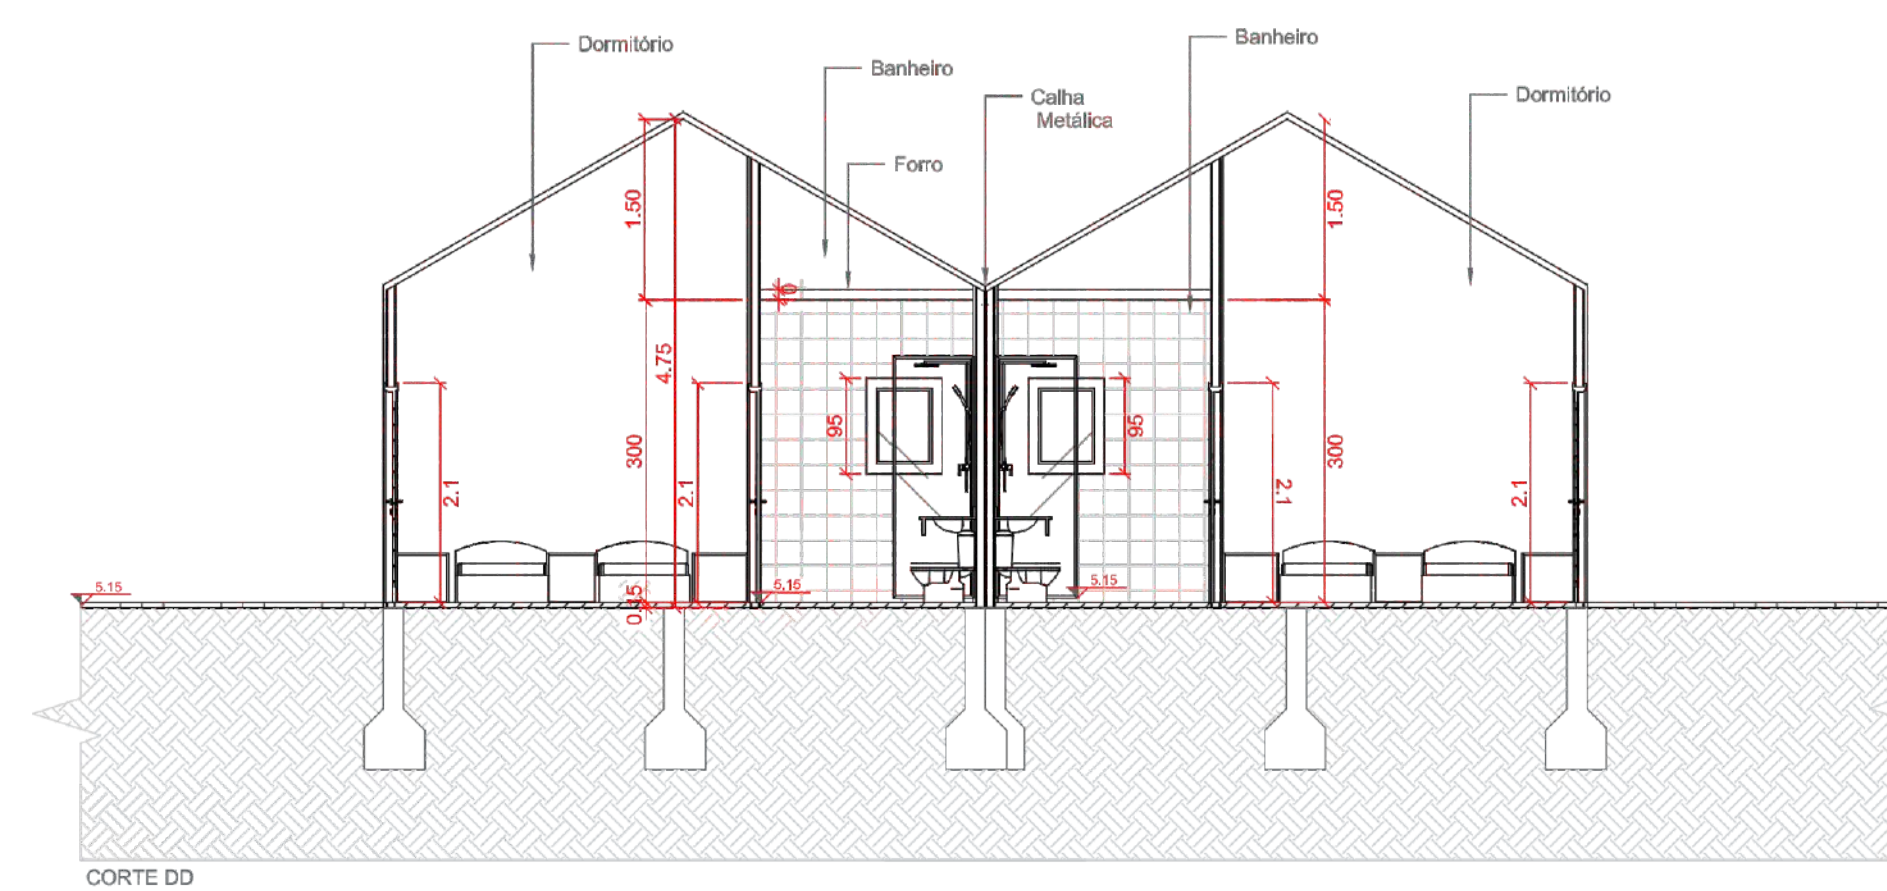 Dormitório
Banheiro
Banheiro
Calha
Metálica
Dormitório
Forro
1.50
1.50
4.75
300
300
95
95
2.1
2.1
2.1
2.1
5.15
5.15
5.15
CORTE DD